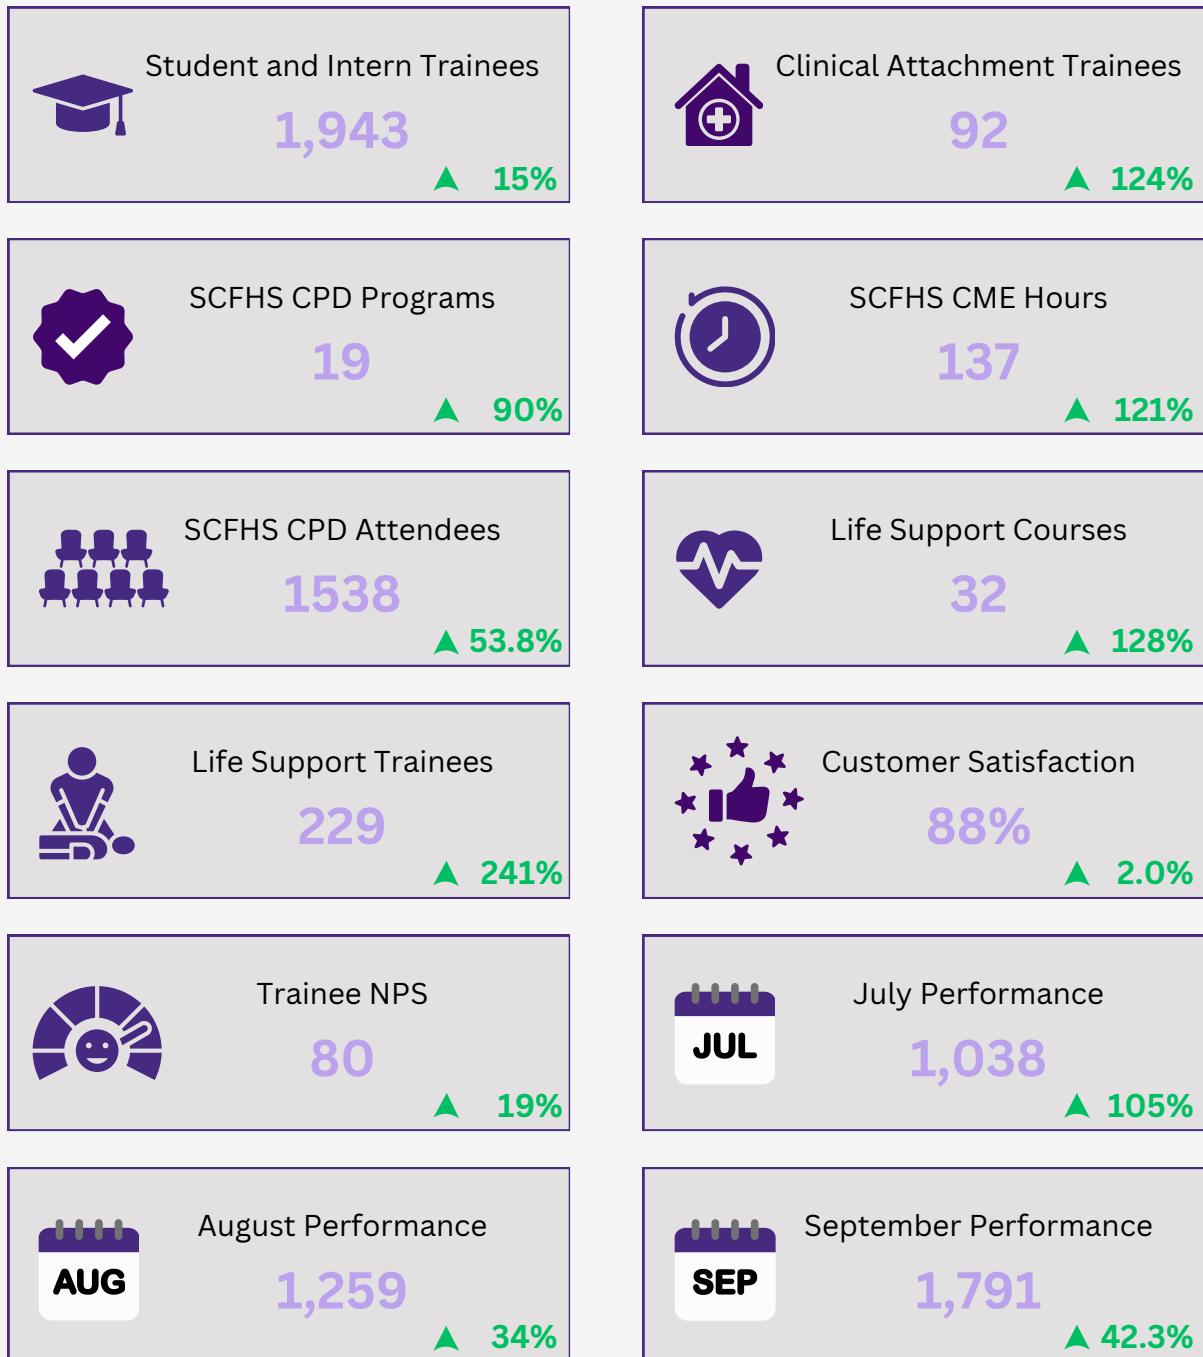 Student and Intern Trainees
1,943
15%
Clinical Attachment Trainees
92
124%
SCFHS CPD Programs
19
90%
SCFHS CME Hours
137
121%
SCFHS CPD Attendees
1538
53.8%
Life Support Courses
32
128%
Life Support Trainees
229
241%
Customer Satisfaction
88%
2.0%
Trainee NPS
80
19%
JUL
July Performance
1,038
105%
AUG
August Performance
1,259
34%
SEP
September Performance
1,791
42.3%